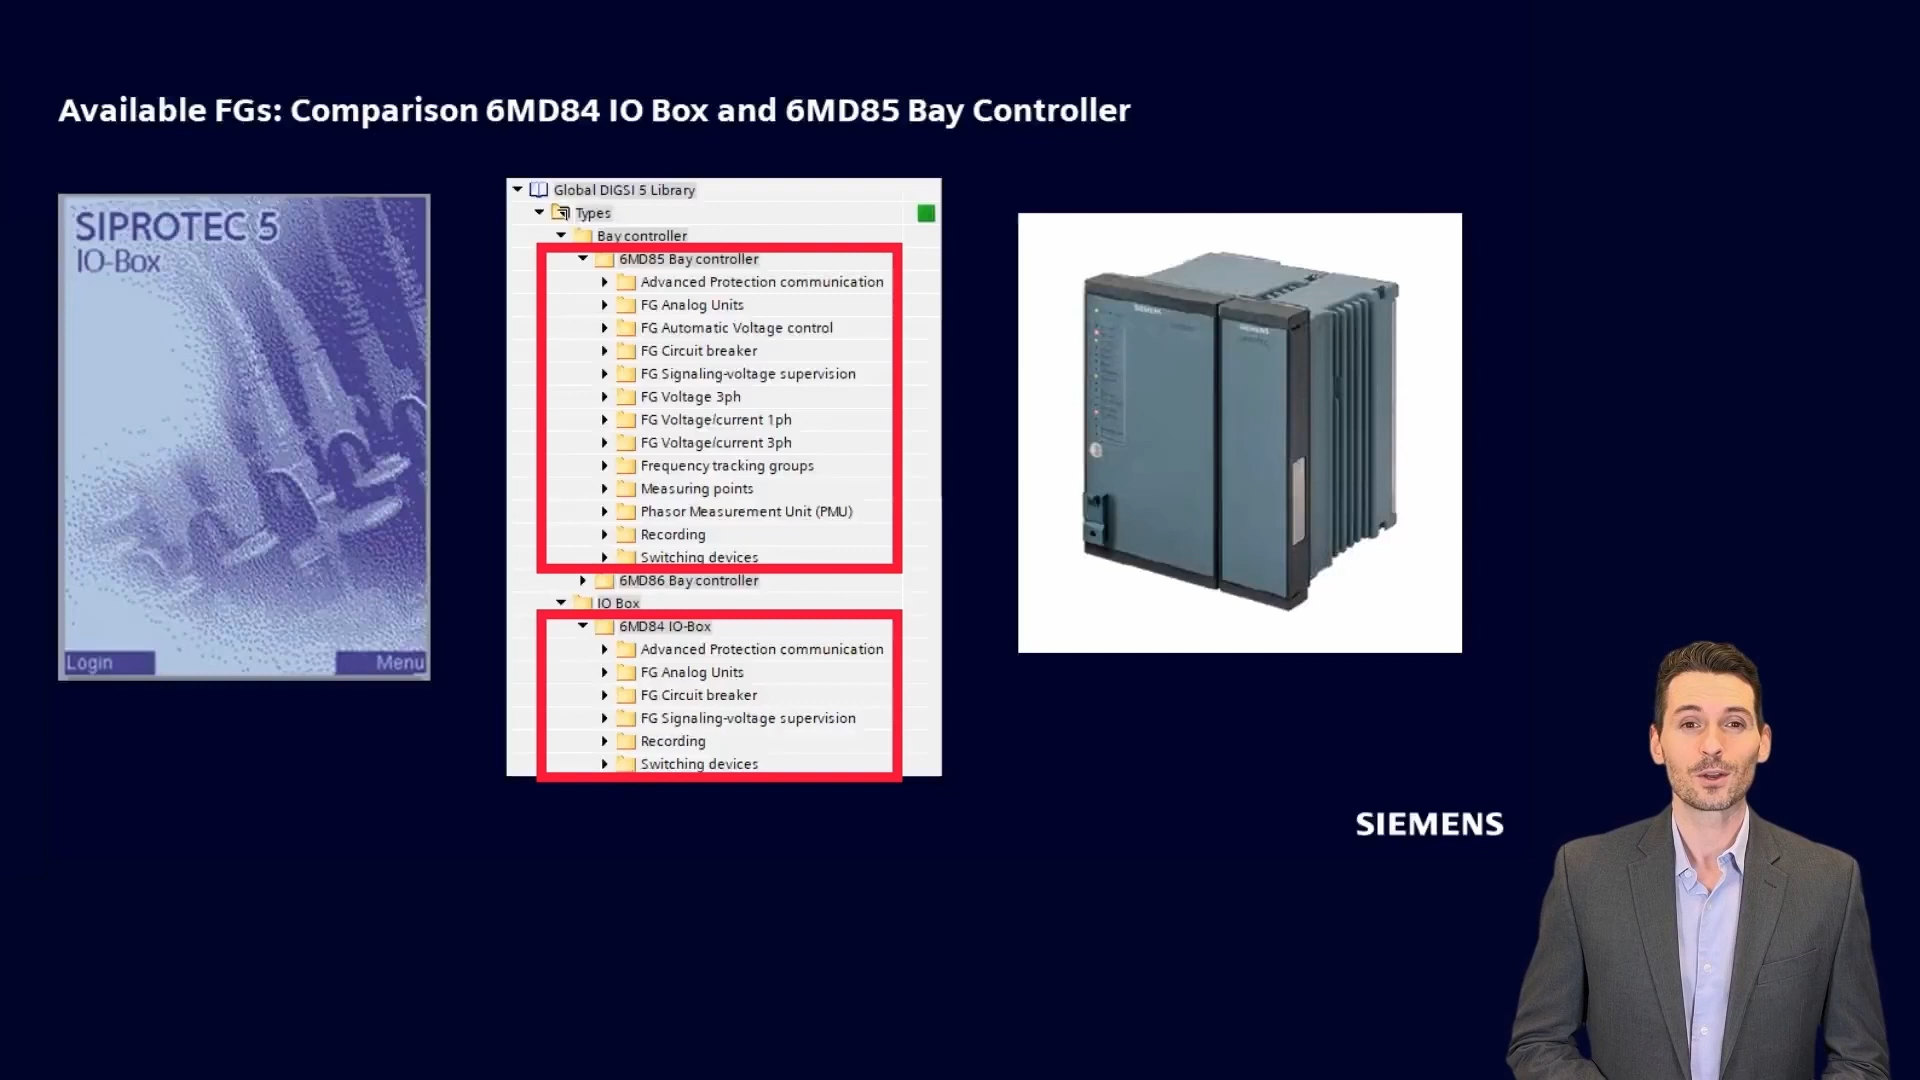 Available FGs: Comparison 6MD84 IO Box and 6MD85 Bay Controller
SIPROTEC 5
IO-Box
Login
Menu
Global DIGSI 5 Library
Types
Bay controller
6MD85 Bay controller
Advanced Protection communication
FG Analog Units
FG Automatic Voltage control
FG Circuit breaker
FG Signaling-voltage supervision
FG Voltage 3ph
FG Voltage/current 1ph
FG Voltage/current 3ph
Frequency tracking groups
Measuring points
Phasor Measurement Unit (PMU)
Recording
Switching devices
6MD86 Bay controller
IO Box
6MD84 IO-Box
Advanced Protection communication
FG Analog Units
FG Circuit breaker
FG Signaling-voltage supervision
Recording
Switching devices
SIEMENS
SIEMENS
SIEMENS